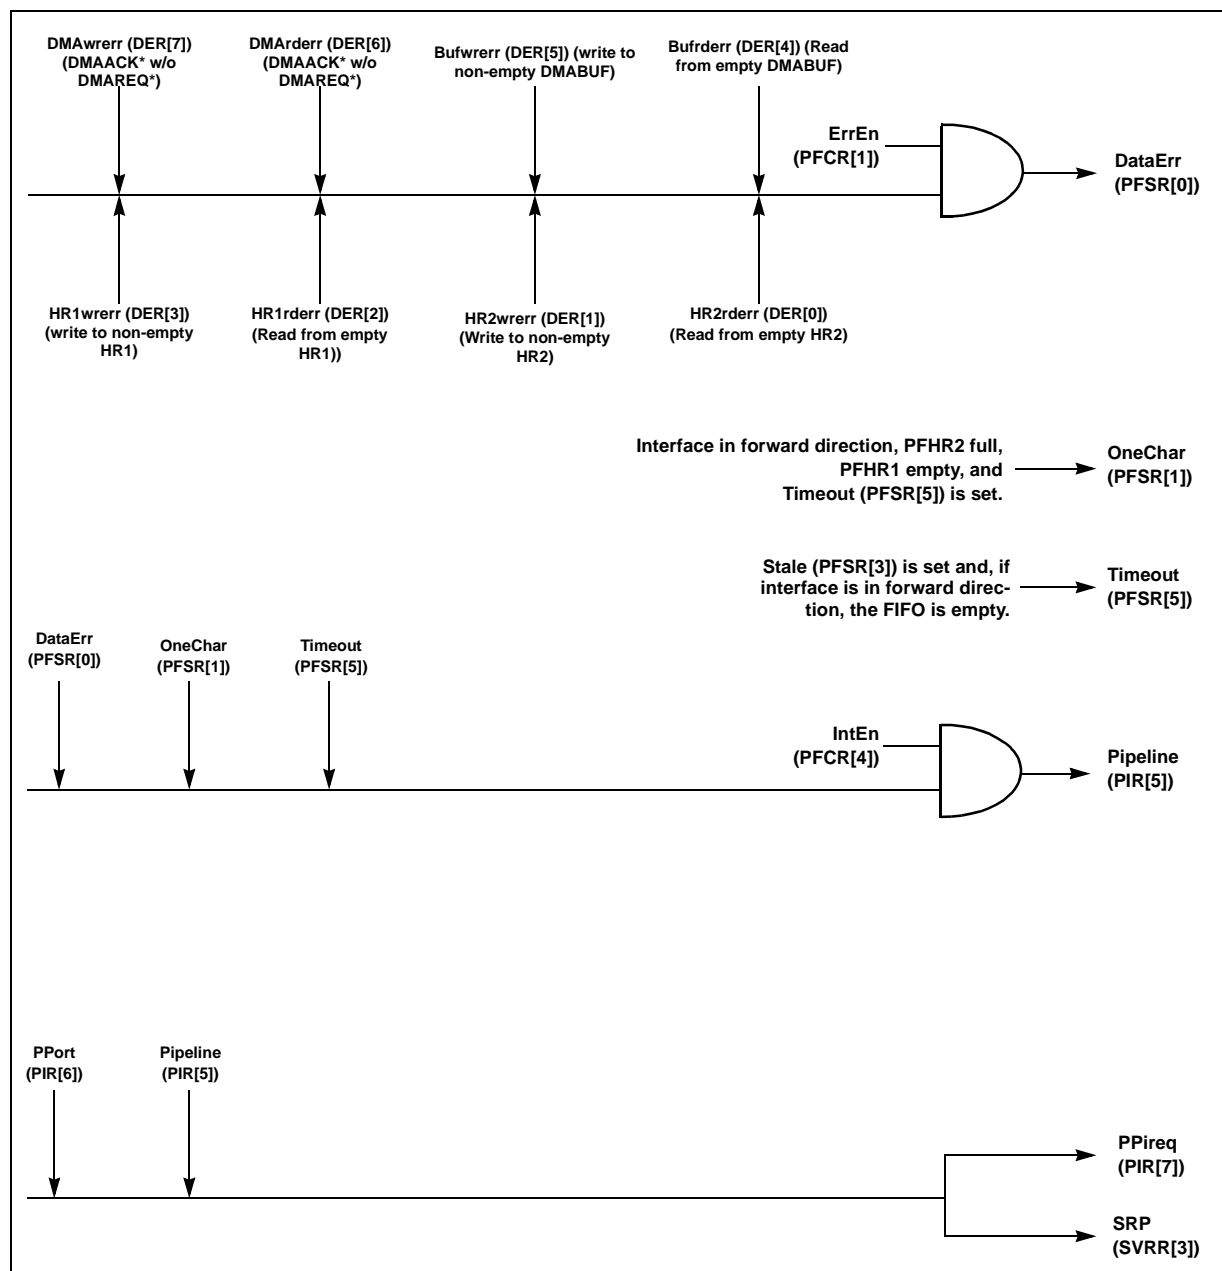 DMAwrerr (DER[7])
(DMAACK* w/o
DMAREQ*)
DMArderr (DER[6])
(DMAACK* w/o
DMAREQ*)
Bufwrerr (DER[5]) (write to
non-empty DMABUF)
Bufrderr (DER[4]) (Read
from empty DMABUF)
ErrEn
(PFCR[1])
DataErr
(PFSR[0])
HR1wrerr (DER[3])
(write to non-empty
HR1)
HR1rderr (DER[2])
(Read from empty
HR1))
HR2wrerr (DER[1])
(Write to non-empty
HR2)
HR2rderr (DER[0])
(Read from empty HR2)
Interface in forward direction, PFHR2 full,
PFHR1 empty, and
Timeout (PFSR[5]) is set.
OneChar
(PFSR[1])
Stale (PFSR[3]) is set and, if
interface is in forward direc-
tion, the FIFO is empty.
Timeout
(PFSR[5])
DataErr
(PFSR[0])
OneChar
(PFSR[1])
Timeout
(PFSR[5])
IntEn
(PFCR[4])
Pipeline
(PIR[5])
PPort
(PIR[6])
Pipeline
(PIR[5])
PPireq
(PIR[7])
SRP
(SVRR[3])